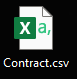 X a,
Contract.csv